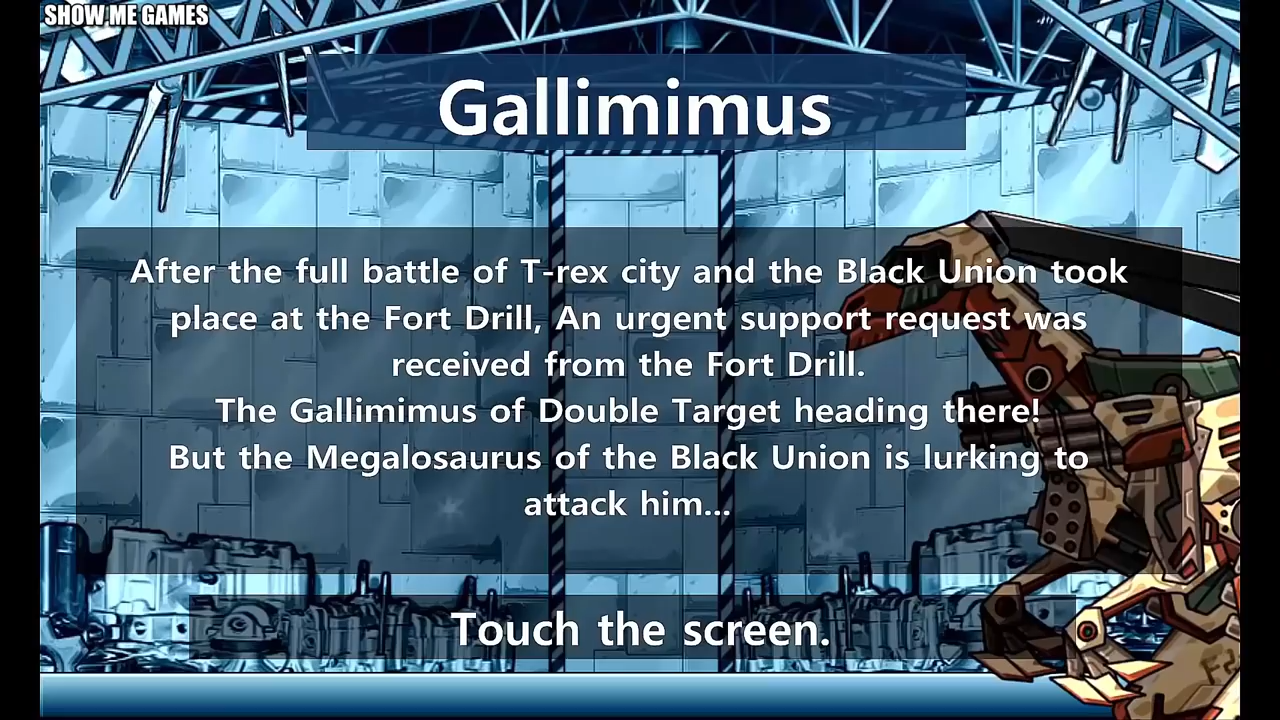 SHOW ME GAMES
Gallimimus
After the full battle of T-rex city and the Black Union took
place at the Fort Drill, An urgent support request was
received from the Fort Drill.
The Gallimimus of Double Target heading there!
But the Megalosaurus of the Black Union is lurking to
attack him...
Touch the screen.